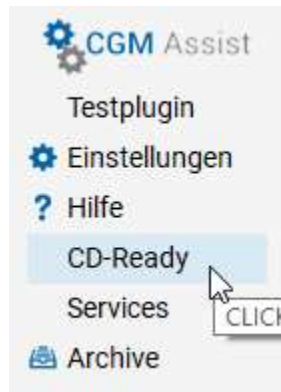 CGM Assist
Testplugin
Einstellungen
? Hilfe
CD-Ready
Services
CLICK
Archive